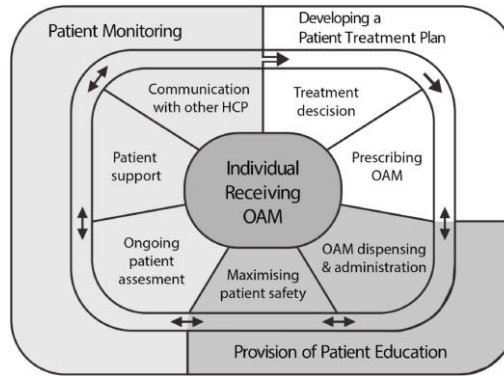 Patient Monitoring
Developing a
Patient Treatment Plan
Communication
with other HCP
Treatment
descision
Patient
support
Individual
Receiving
OAM
Prescribing
OAM
Ongoing
patient
assesment
Maximising
patient safety
OAM dispensing
& administration
Provision of Patient Education